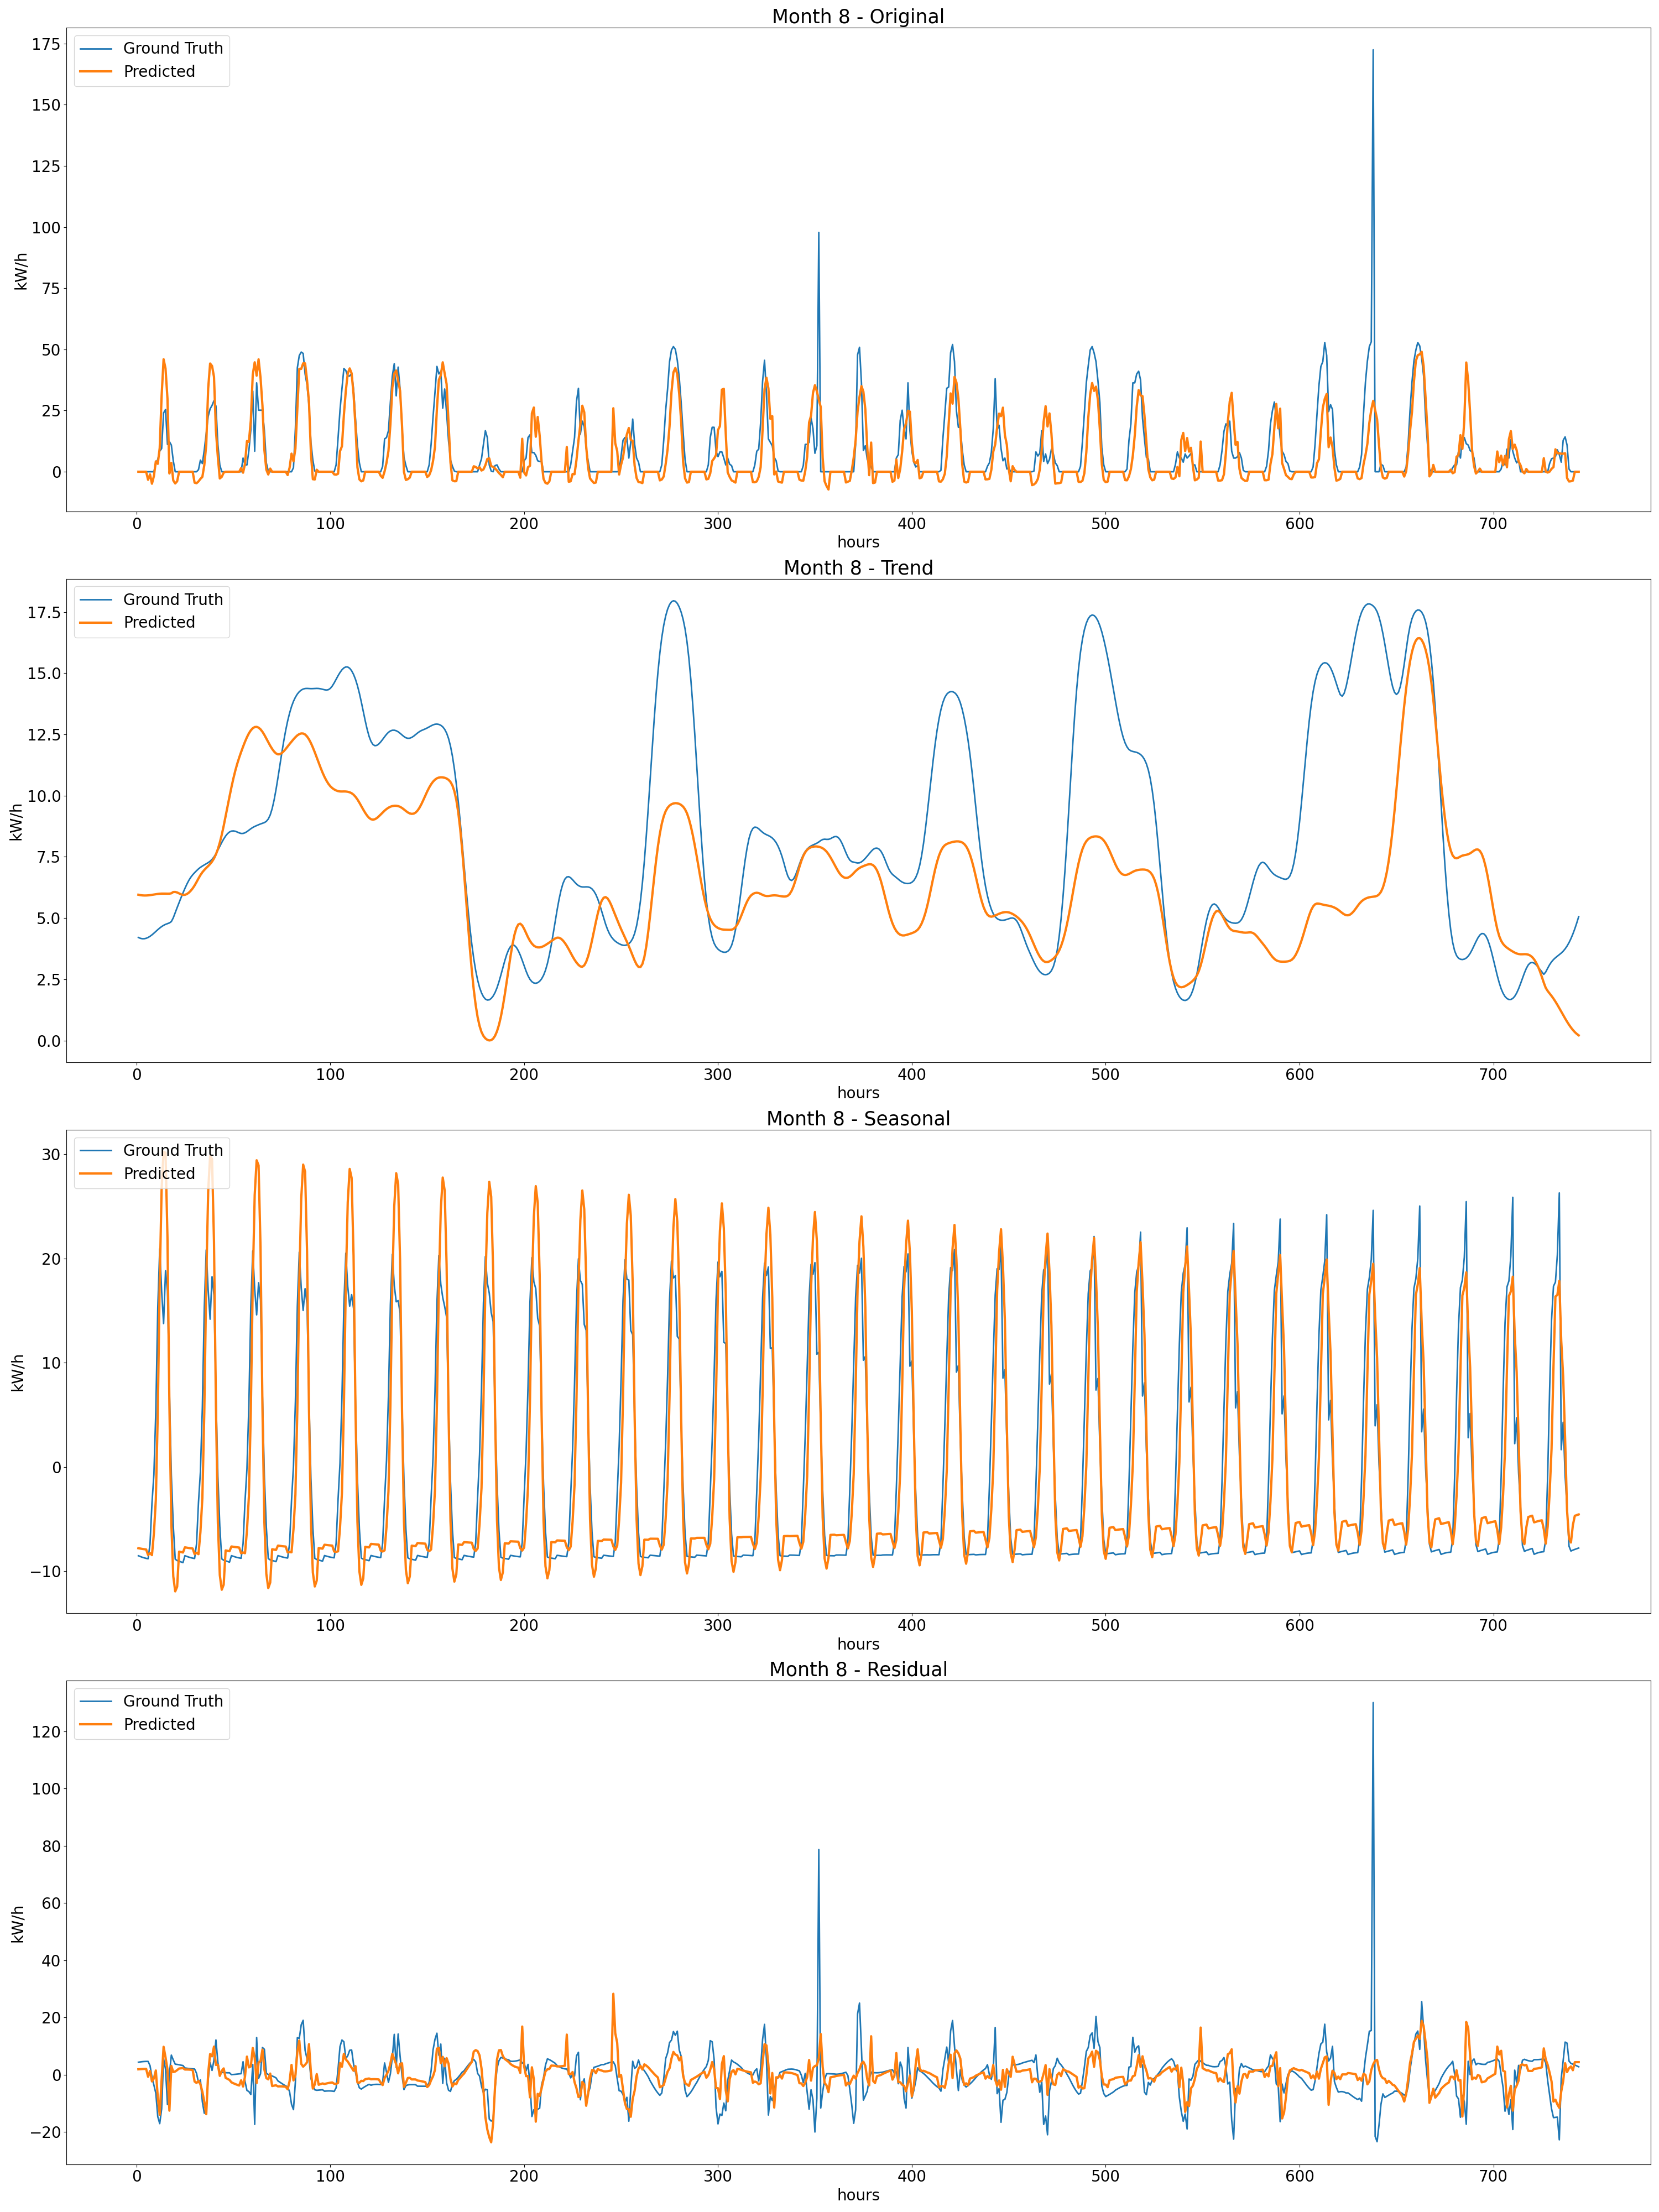 Month 8 - Original
Ground Truth
Predicted
175
150
125
100
75
50
25
0
kW/h
0 100 200 300 400 500 600 700
hours
Month 8 - Trend
Ground Truth
Predicted
17.5
15.0
12.5
10.0
7.5
5.0
2.5
0.0
kW/h
0 100 200 300 400 500 600 700
hours
Month 8 - Seasonal
Ground Truth
Predicted
30
20
10
0
−10
kW/h
0 100 200 300 400 500 600 700
hours
Month 8 - Residual
Ground Truth
Predicted
120
100
80
60
40
20
0
−20
kW/h
0 100 200 300 400 500 600 700
hours